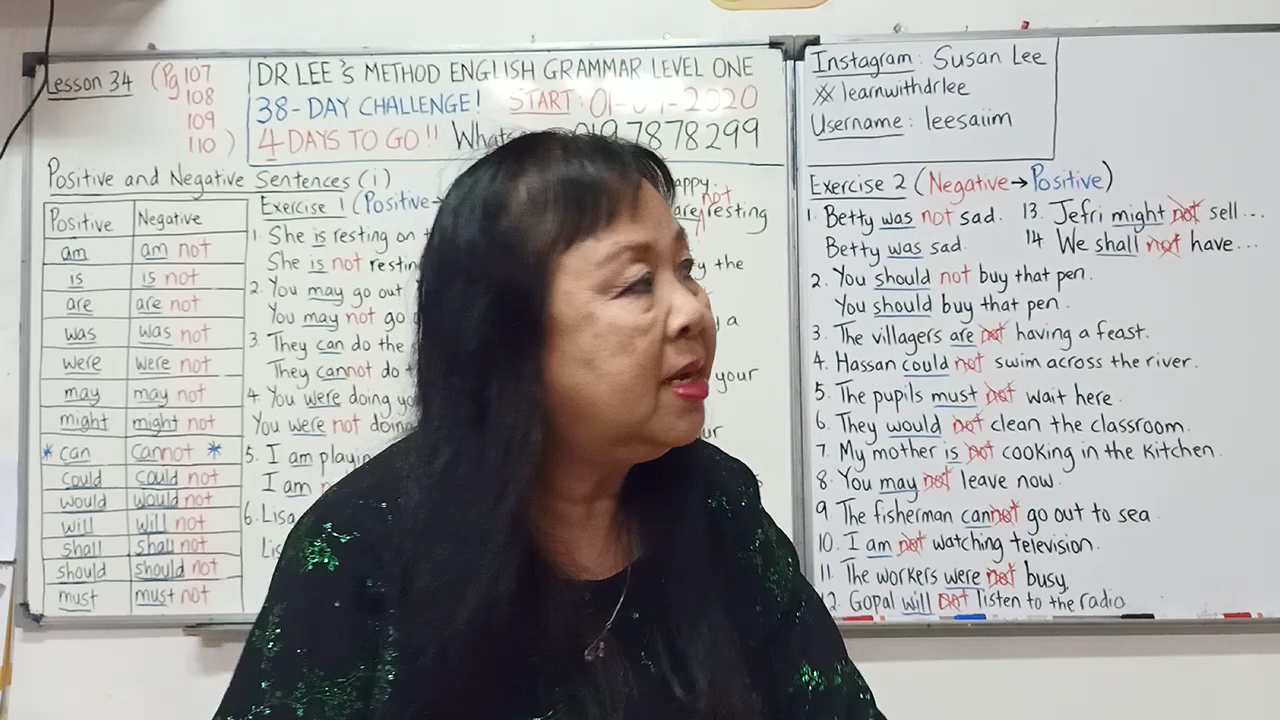 Lesson 34 (Pg 107
108
109
110)
DR LEE'S METHOD ENGLISH GRAMMAR LEVEL ONE
38-DAY CHALLENGE! START: 01- -2020
4 DAYS TO GO!! 7878299
Positive and Negative Sentences (1)
Positive Negative
am am not
is is not
are are not
was was not
were were not
may may not
might might not
* can cannot *
could could not
would would not
will will not
shall shall not
should should not
must must not
Exercise 1 (Positive→
1. She is resting on
She is not resting
2. You may go out
You may not go
3. They can do the
They cannot do
4. You were doing
You were not doing
5. I am playing
I am
6. Lisa
not
are resting
the
a
your
Instagram: Susan Lee
learnwithdrlee
Username: leesaiim
Exercise 2 (Negative→Positive)
1. Betty was not sad.
Betty was sad.
2. You should not buy that pen.
You should buy that pen.
3. The villagers are not having a feast.
4. Hassan could not swim across the river.
5. The pupils must not wait here.
6. They would not clean the classroom.
7. My mother is not cooking in the kitchen.
8. You may not leave now.
9. The fisherman cannot go out to sea.
10. I am not watching television.
11. The workers were not busy.
12. Gopal will not listen to the radio
13. Jefri might not sell...
14 We shall not have...